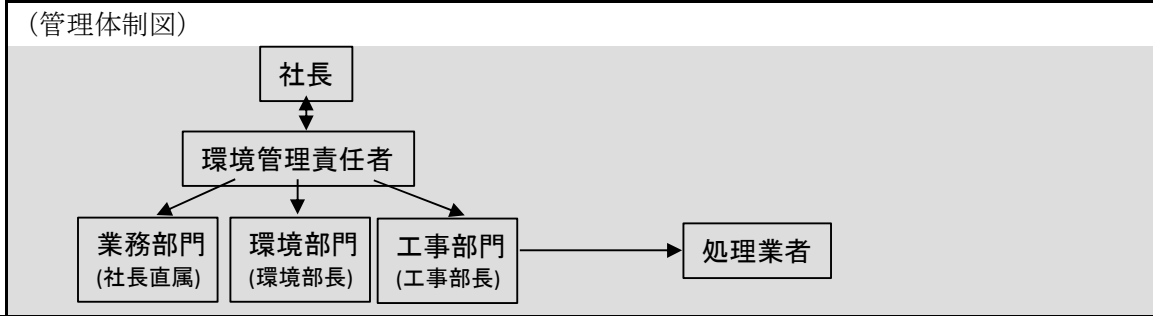 （管理体制図）
社長
環境管理責任者
業務部門
(社長直属)
環境部門
(環境部長)
工事部門
(工事部長)
処理業者